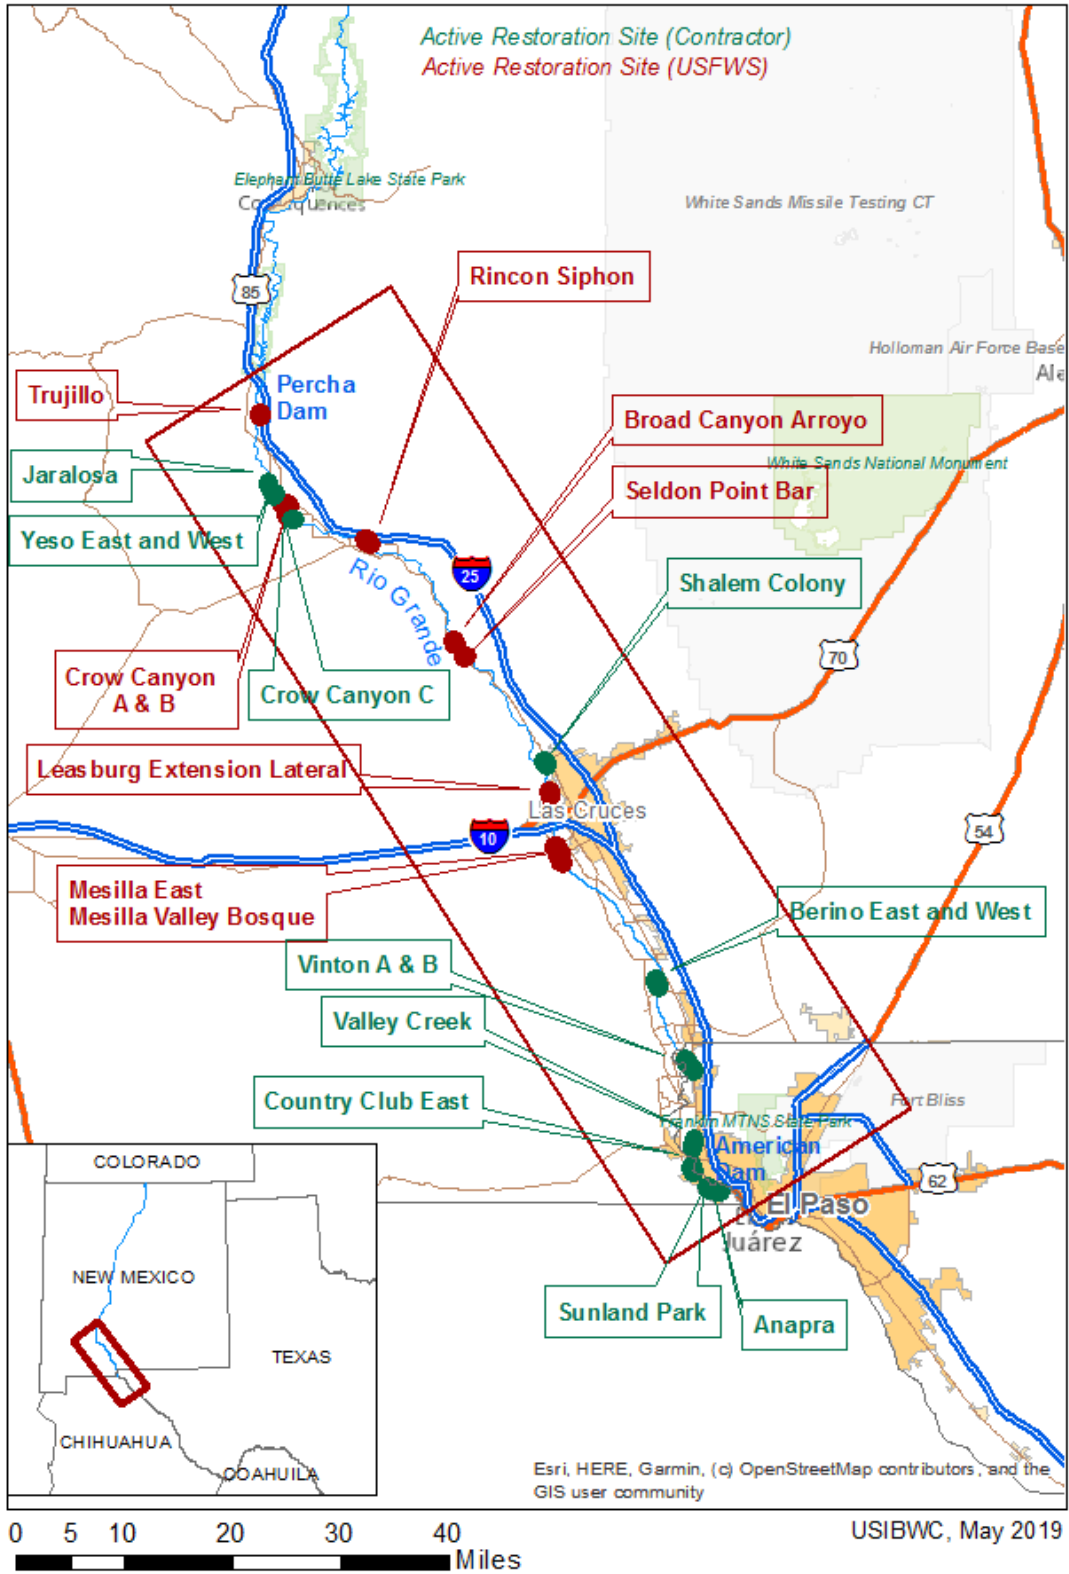 Active Restoration Site (Contractor)
Active Restoration Site (USFWS)
Elephant Butte Lake State Park
White Sands Missile Testing CT
85
Rincon Siphon
Holloman Air Force Base
Percha
Dam
Trujillo
Broad Canyon Arroyo
White Sands National Monument
Jaralosa
Seldon Point Bar
Yeso East and West
25
Shalem Colony
Rio Grande
70
Crow Canyon
A & B
Crow Canyon C
Leasburg Extension Lateral
Las Cruces
10
54
Mesilla East
Mesilla Valley Bosque
Berino East and West
Vinton A & B
Valley Creek
Country Club East
Fort Bliss
Franklin MTNS State Park
American
Dam
62
El Paso
Juárez
Sunland Park
Anapra
COLORADO
NEW MEXICO
TEXAS
CHIHUAHUA
COAHUILA
Esri, HERE, Garmin, (c) OpenStreetMap contributors, and the
GIS user community
0 5 10 20 30 40
Miles
USIBWC, May 2019